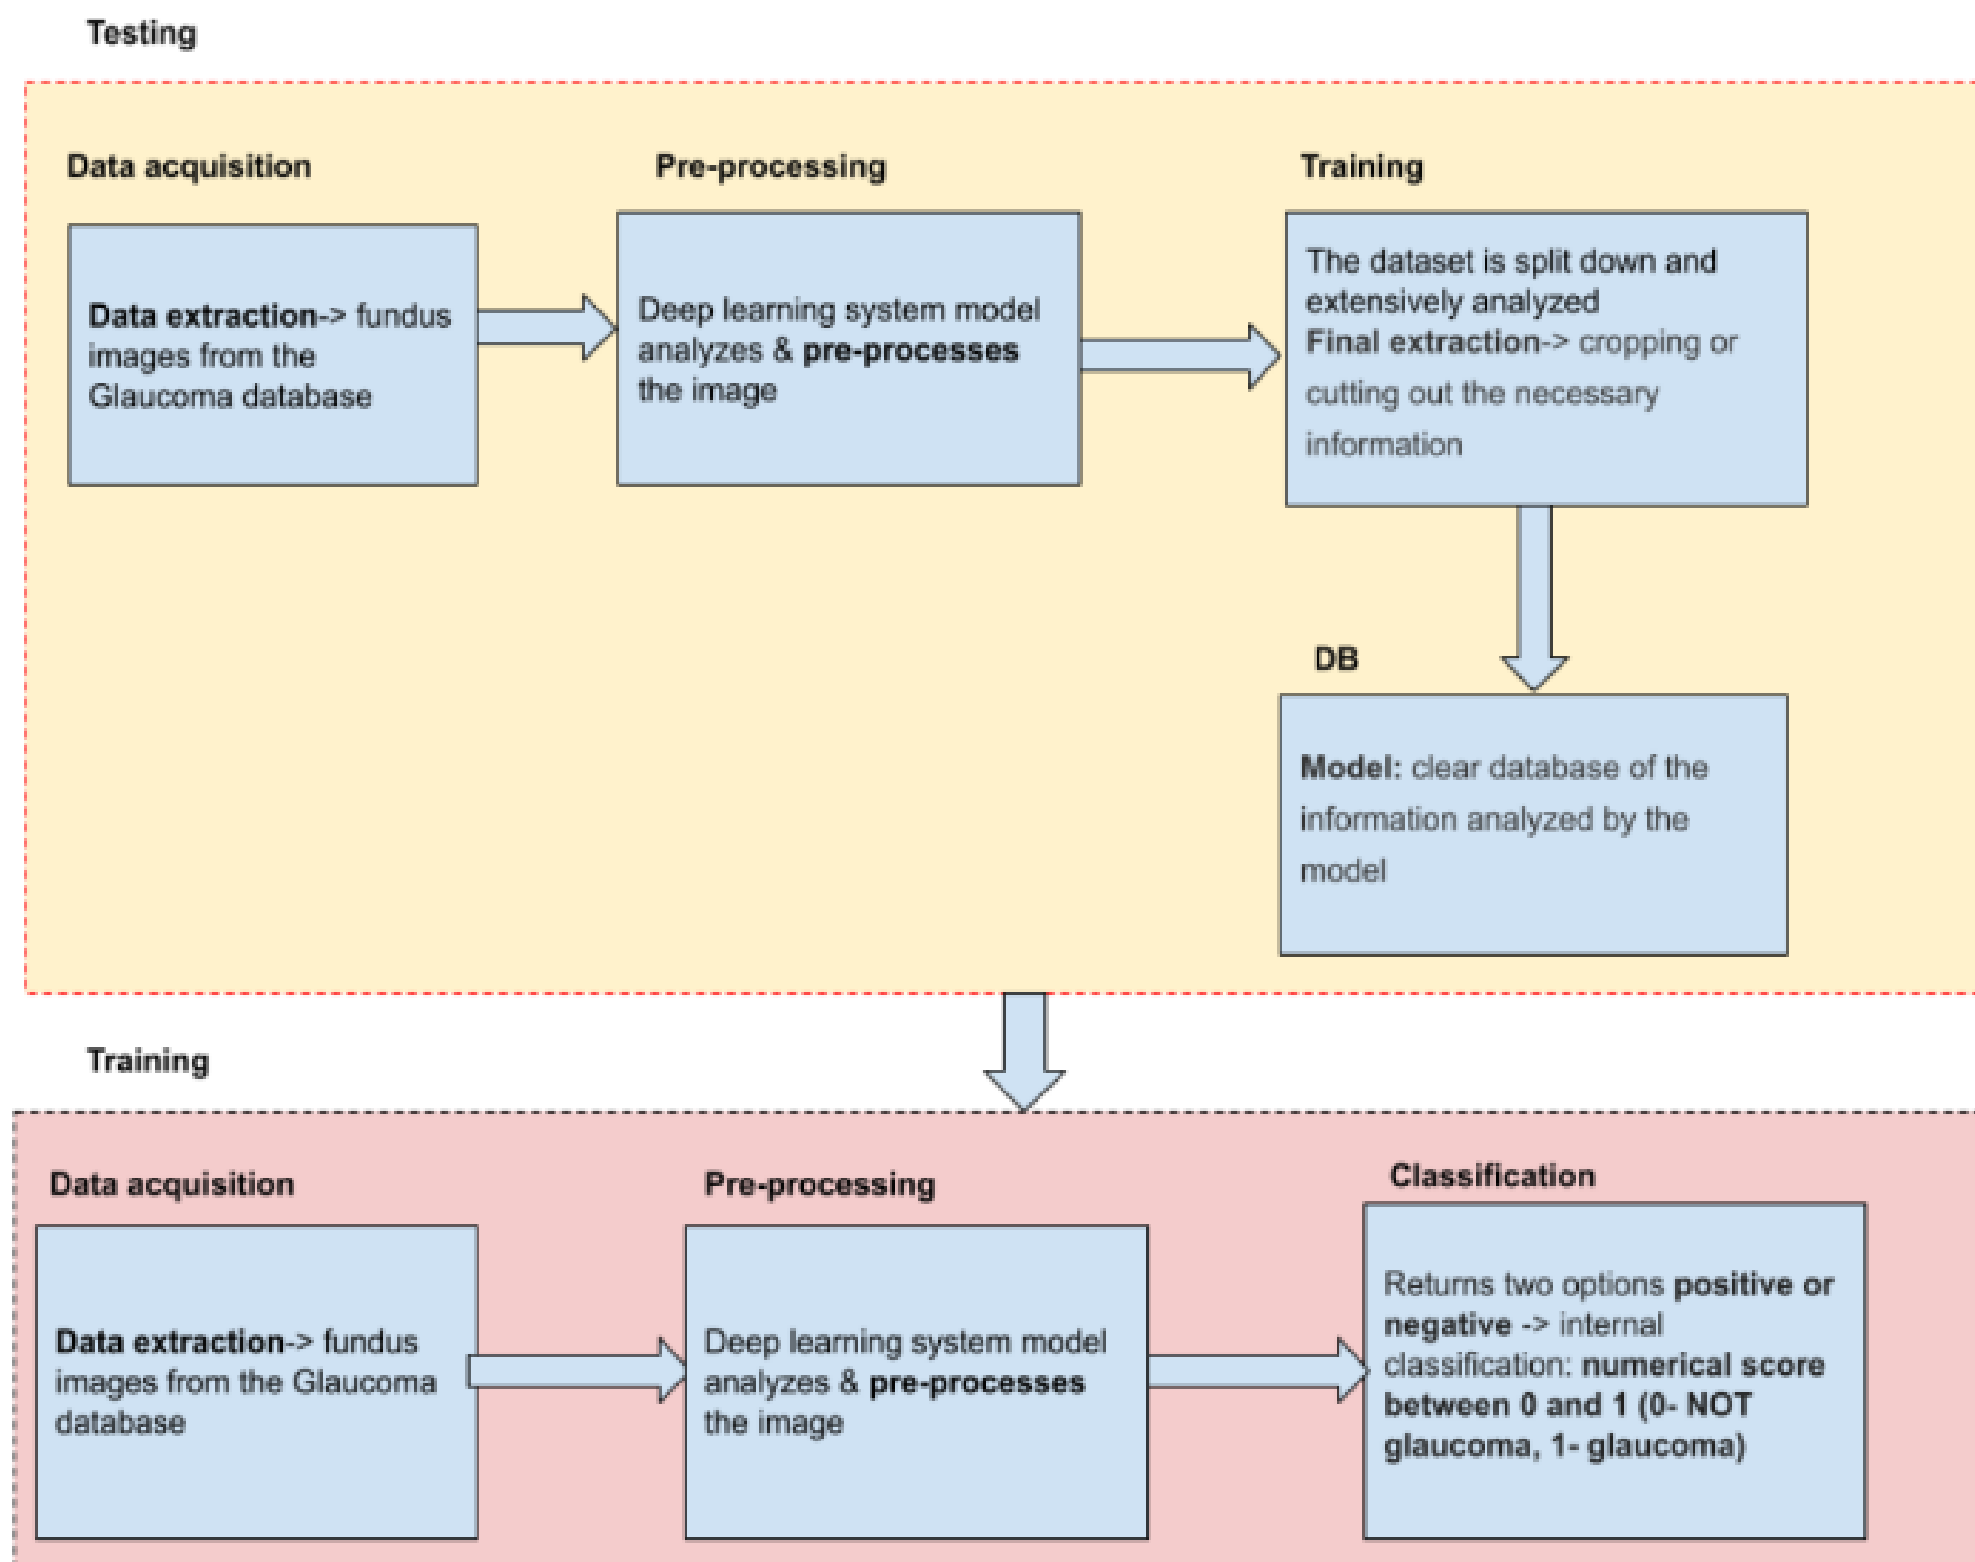 Testing
Data acquisition
Data extraction-> fundus
images from the
Glaucoma database
Pre-processing
Deep learning system model
analyzes & pre-processes
the image
Training
The dataset is split down and
extensively analyzed
Final extraction-> cropping or
cutting out the necessary
information
DB
Model: clear database of the
information analyzed by the
model
Training
Data acquisition
Data extraction-> fundus
images from the Glaucoma
database
Pre-processing
Deep learning system model
analyzes & pre-processes
the image
Classification
Returns two options positive or
negative -> internal
classification: numerical score
between 0 and 1 (0- NOT
glaucoma, 1- glaucoma)